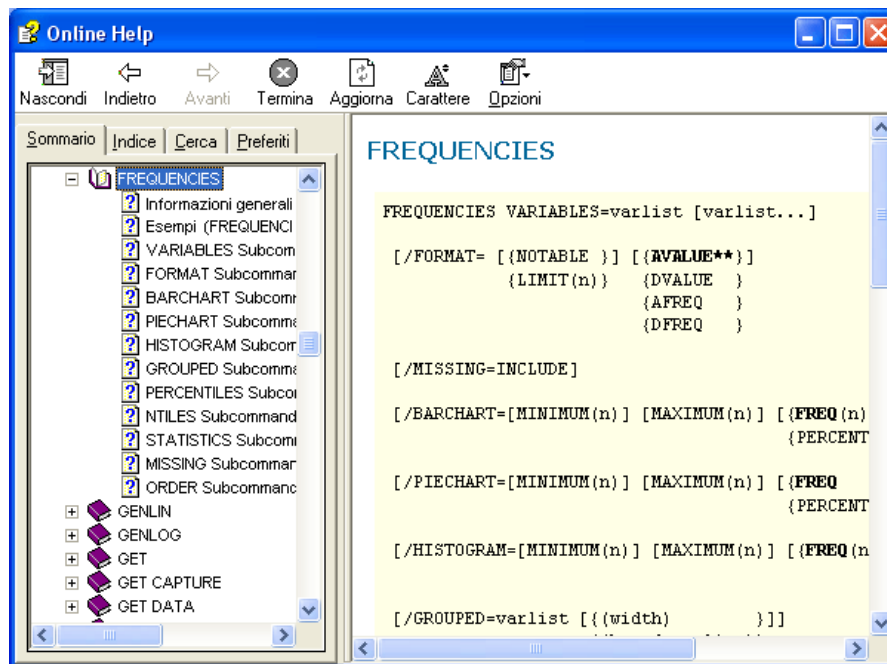 Online Help
Nascondi Indietro Avanti Termina Aggiorna Carattere Opzioni
Sommario Indice Cerca Preferiti
FREQUENCIES
Informazioni generali
Esempi (FREQUENCI
VARIABLES Subcom
FORMAT Subcommar
BARCHART Subcomm
PIECHART Subcomma
HISTOGRAM Subcom
GROUPED Subcomma
PERCENTILES Subcor
NTILES Subcommand
STATISTICS Subcomm
MISSING Subcommar
ORDER Subcommanc
GENLIN
GENLOG
GET
GET CAPTURE
GET DATA
FREQUENCIES
FREQUENCIES VARIABLES=varlist [varlist...]
[/FORMAT= [{NOTABLE }] [{AVALUE**}]
{LIMIT(n)} {DVALUE }
{AFREQ }
{DFREQ }
[/MISSING=INCLUDE]
[/BARCHART=[MINIMUM(n)] [MAXIMUM(n)] [{FREQ(n)
{PERCENT
[/PIECHART=[MINIMUM(n)] [MAXIMUM(n)] [{FREQ
{PERCENT
[/HISTOGRAM=[MINIMUM(n)] [MAXIMUM(n)] [{FREQ(n
[/GROUPED=varlist [{(width) }]]